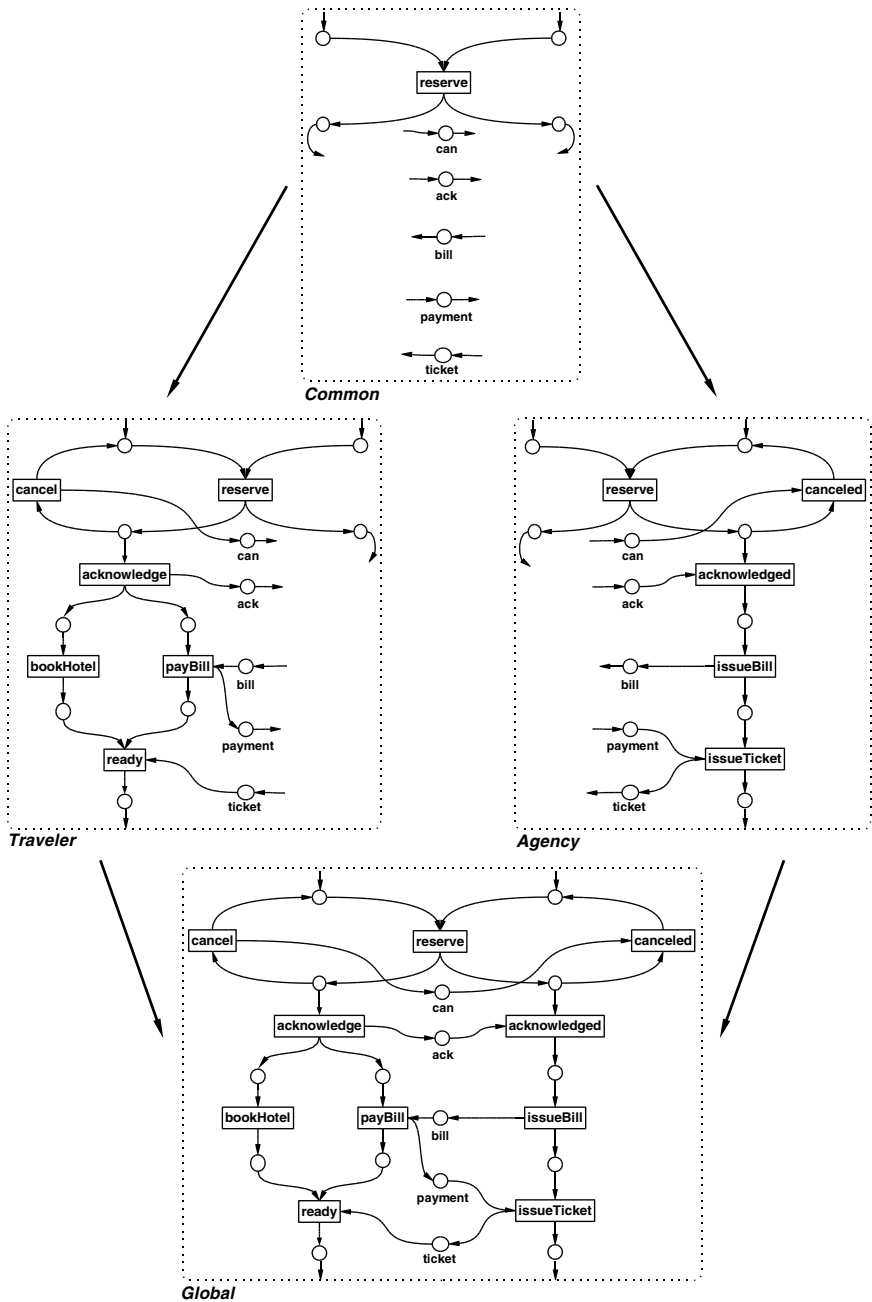 reserve
can
ack
bill
payment
ticket
Common
cancel
reserve
can
acknowledge
ack
bookHotel
payBill
bill
payment
ready
ticket
Traveler
reserve
canceled
can
acknowledged
ack
bill
issueBill
payment
issueTicket
ticket
Agency
cancel
reserve
canceled
can
acknowledge
acknowledged
ack
bookHotel
payBill
bill
issueBill
payment
ready
issueTicket
ticket
Global